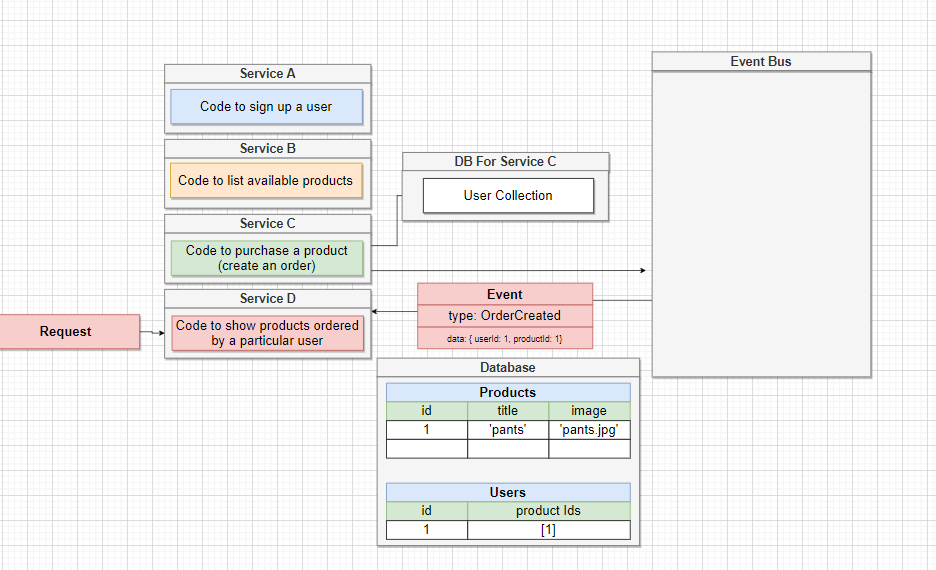 Service A
Code to sign up a user
Service B
Code to list available products
Service C
Code to purchase a product
(create an order)
Service D
Code to show products ordered
by a particular user
Request
DB For Service C
User Collection
Event Bus
Event
type: OrderCreated
data: { userId: 1, productId: 1}
Database
Products
id title image
1 'pants' 'pants.jpg'
Users
id product Ids
1 [1]